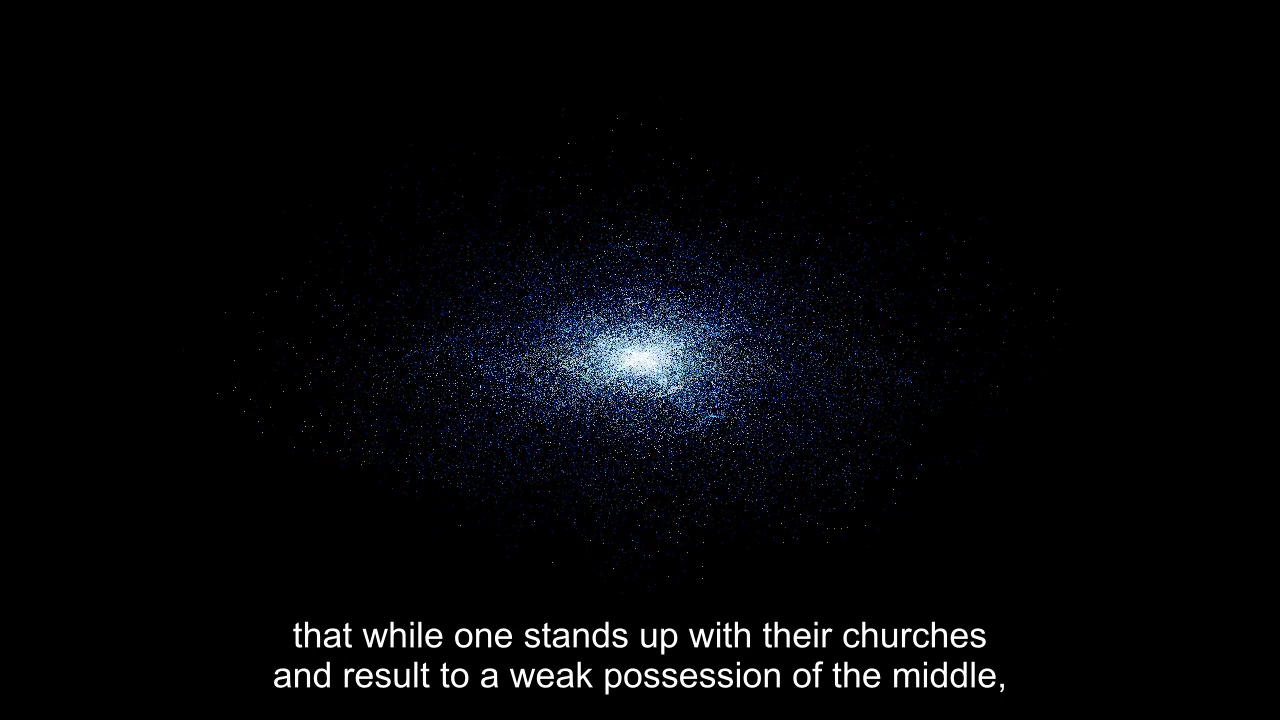 that while one stands up with their churches
and result to a weak possession of the middle,